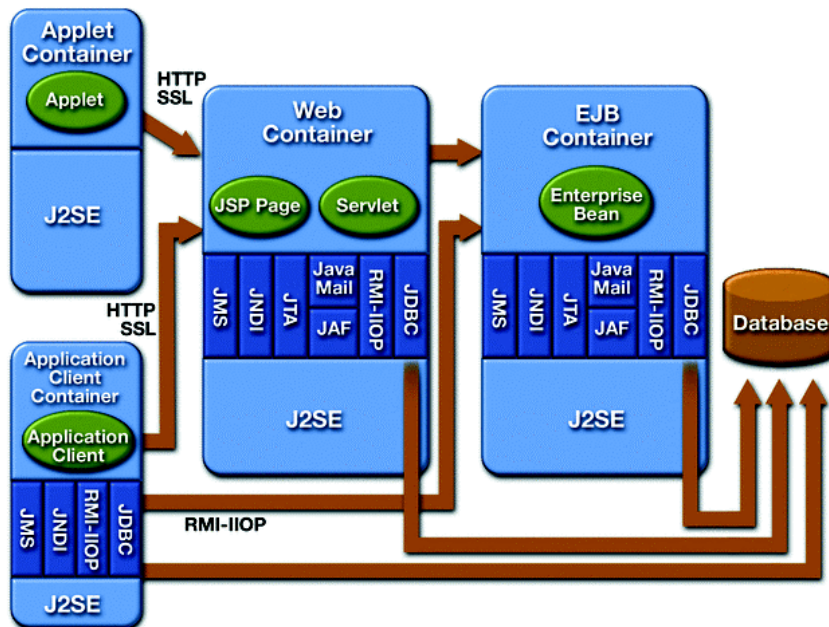 Applet
Container
Applet
J2SE
HTTP
SSL
Web
Container
JSP Page
Servlet
JMS
JNDI
JTA
Java
Mail
JAF
RMI-IIOP
JDBC
J2SE
EJB
Container
Enterprise
Bean
JMS
JNDI
JTA
Java
Mail
JAF
RMI-IIOP
JDBC
J2SE
Database
HTTP
SSL
Application
Client
Container
Application
Client
JMS
JNDI
RMI-IIOP
JDBC
J2SE
RMI-IIOP